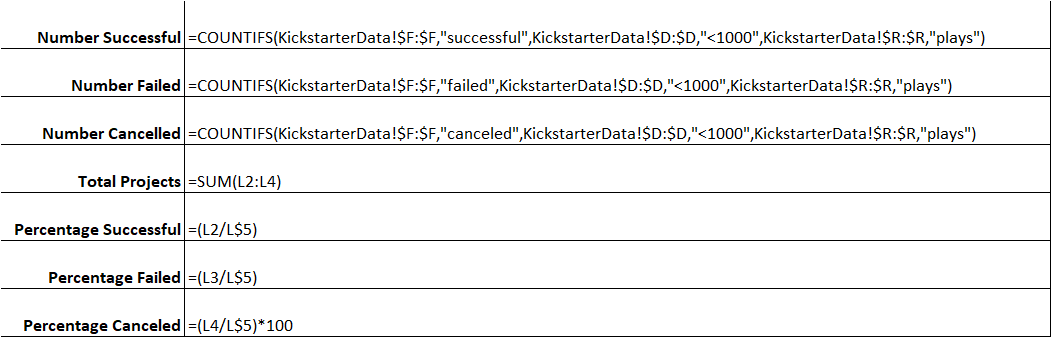 Number Successful =COUNTIFS(KickstarterData!$F:$F,"successful",KickstarterData!$D:$D,"<1000",KickstarterData!$R:$R,"plays")
Number Failed =COUNTIFS(KickstarterData!$F:$F,"failed",KickstarterData!$D:$D,"<1000",KickstarterData!$R:$R,"plays")
Number Cancelled =COUNTIFS(KickstarterData!$F:$F,"canceled",KickstarterData!$D:$D,"<1000",KickstarterData!$R:$R,"plays")
Total Projects =SUM(L2:L4)
Percentage Successful =(L2/L$5)
Percentage Failed =(L3/L$5)
Percentage Canceled =(L4/L$5)*100